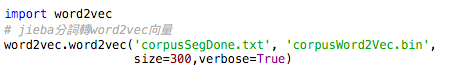 import word2vec
# jieba分詞轉word2vec向量
word2vec.word2vec('corpusSegDone.txt', 'corpusWord2Vec.bin',
size=300,verbose=True)